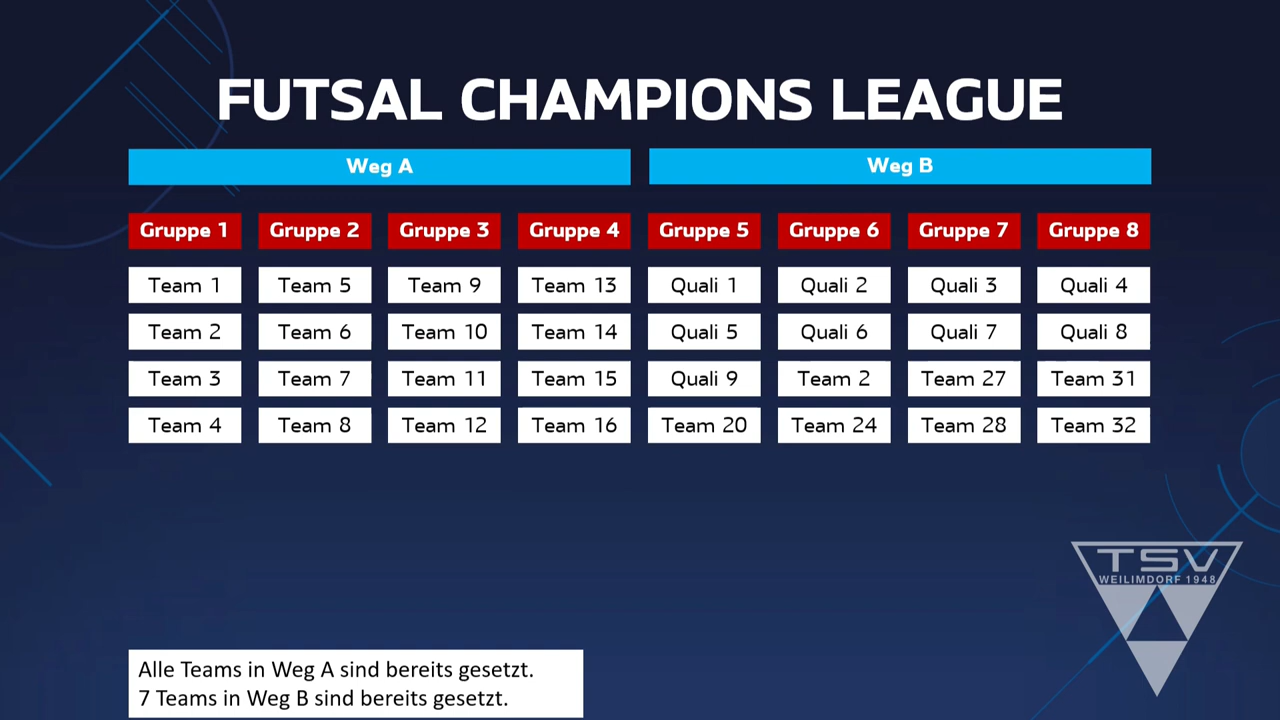 FUTSAL CHAMPIONS LEAGUE
Weg A Weg B
Gruppe 1 Gruppe 2 Gruppe 3 Gruppe 4 Gruppe 5 Gruppe 6 Gruppe 7 Gruppe 8
Team 1 Team 5 Team 9 Team 13 Quali 1 Quali 2 Quali 3 Quali 4
Team 2 Team 6 Team 10 Team 14 Quali 5 Quali 6 Quali 7 Quali 8
Team 3 Team 7 Team 11 Team 15 Quali 9 Team 2 Team 27 Team 31
Team 4 Team 8 Team 12 Team 16 Team 20 Team 24 Team 28 Team 32
TSV
WEILIMDORF 1948
Alle Teams in Weg A sind bereits gesetzt.
7 Teams in Weg B sind bereits gesetzt.